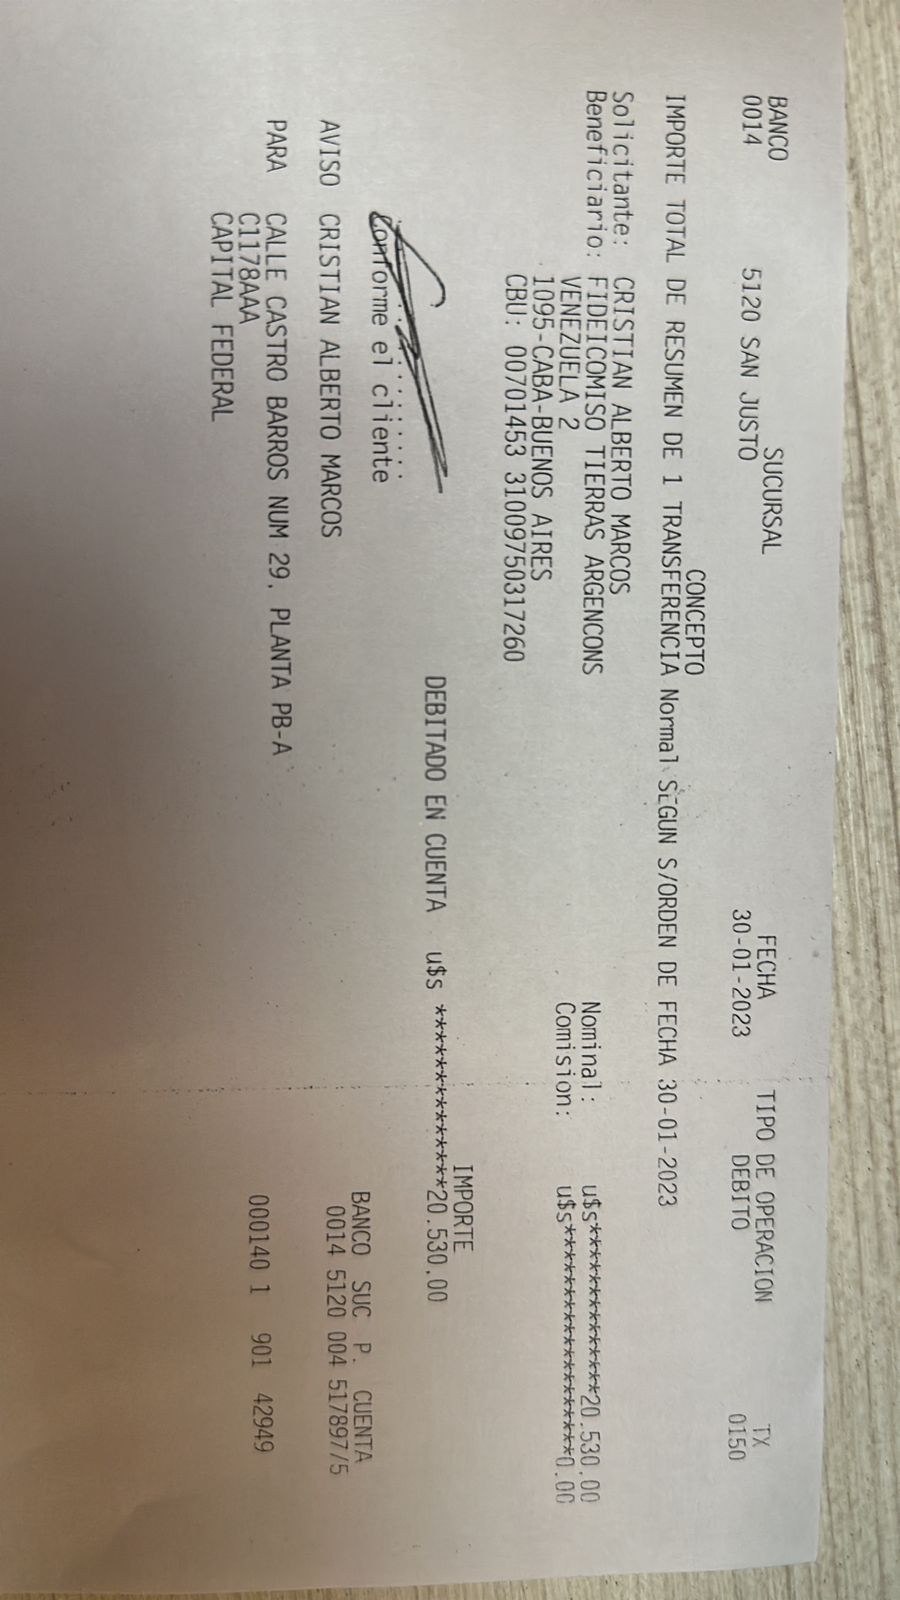 BANCO SUCURSAL FECHA TIPO DE OPERACION TX
0014 5120 SAN JUSTO 30-01-2023 DEBITO 0150
CONCEPTO
IMPORTE TOTAL DE RESUMEN DE 1 TRANSFERENCIA Normal SEGUN S/ORDEN DE FECHA 30-01-2023
Solicitante: CRISTIAN ALBERTO MARCOS Nominal: u$s*************20.530.00
Beneficiario: FIDEICOMISO TIERRAS ARGENCONS Comision: u$s*****************0.00
VENEZUELA 2
1095-CABA-BUENOS AIRES
CBU: 00701453 31009750317260
IMPORTE
DEBITADO EN CUENTA u$s **************20.530.00
Conforme el cliente
BANCO SUC P. CUENTA
AVISO CRISTIAN ALBERTO MARCOS 0014 5120 004 517897/5
PARA CALLE CASTRO BARROS NUM 29, PLANTA PB-A
C1178AAA 000140 1 901 42949
CAPITAL FEDERAL